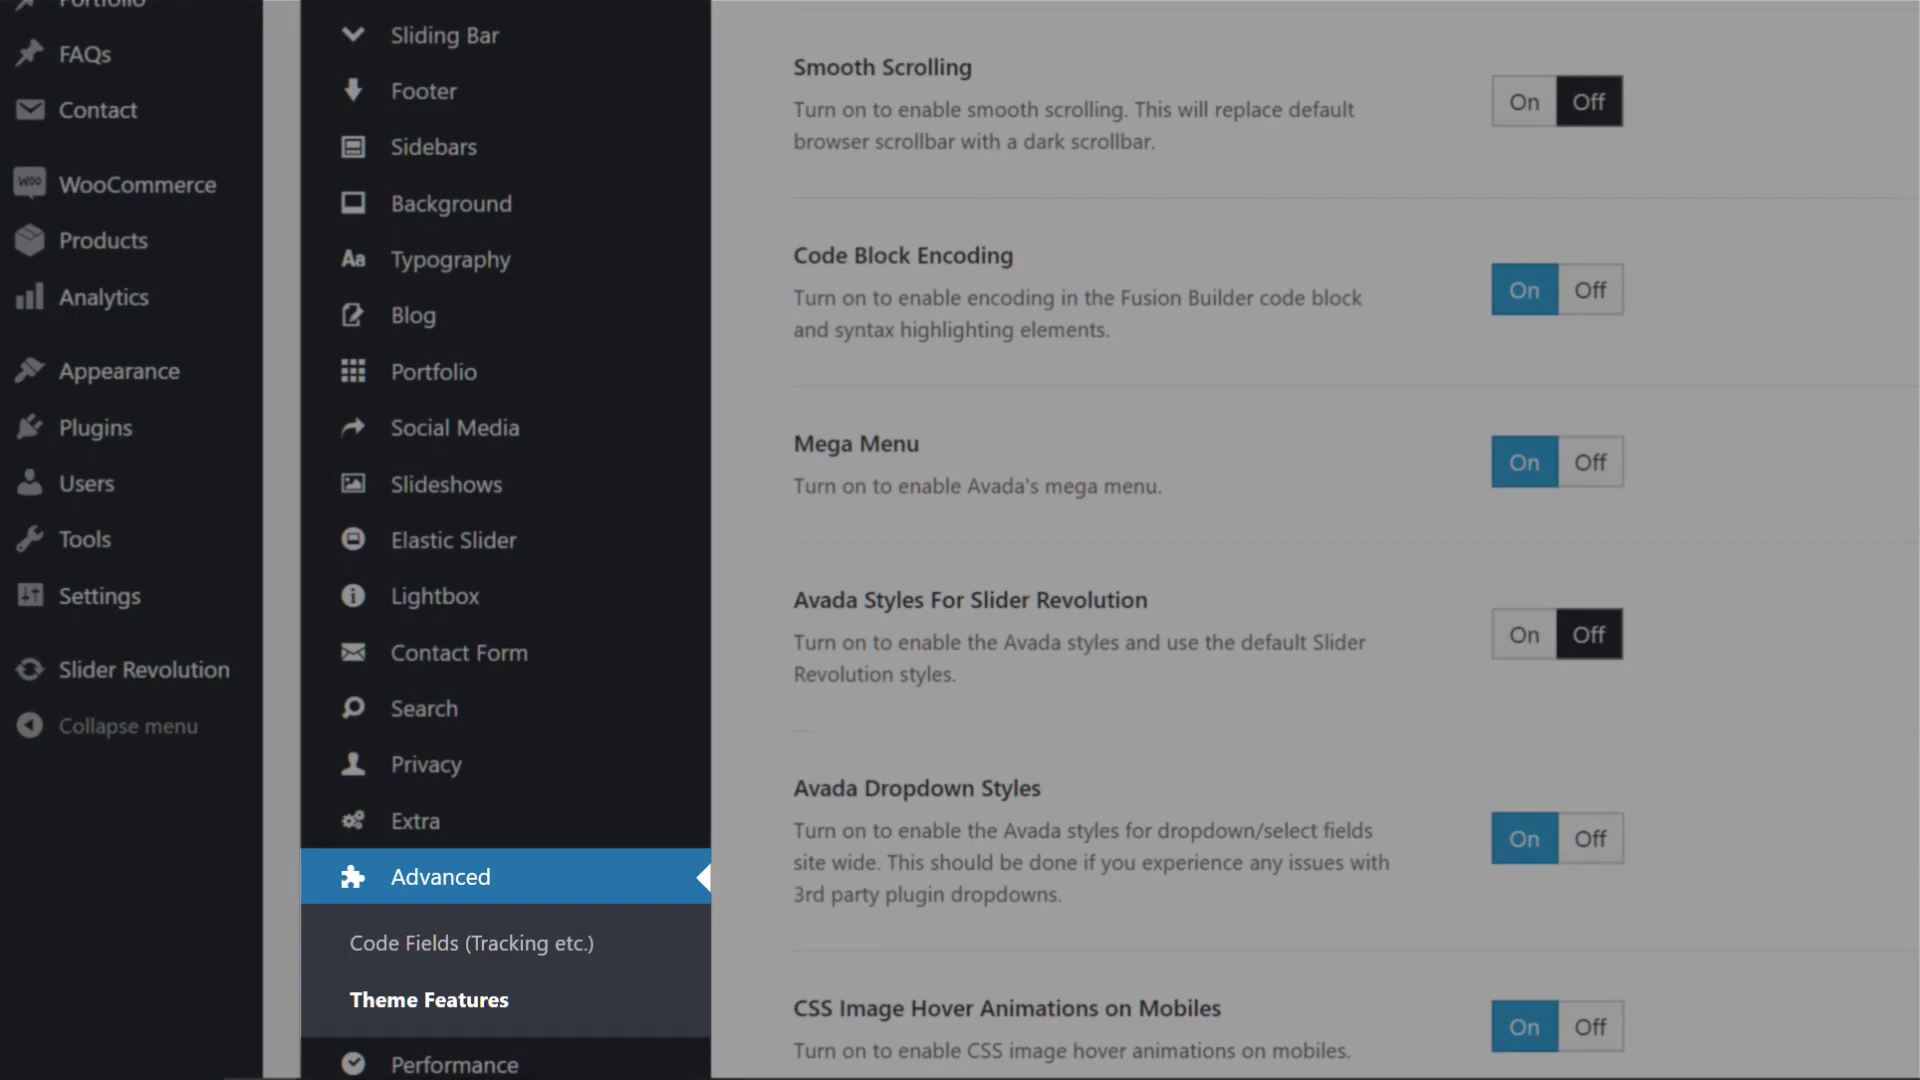 Portfolio
FAQs
Contact
WOO
WooCommerce
Products
Analytics
Appearance
Plugins
Users
Tools
Settings
Slider Revolution
Collapse menu
Sliding Bar
Footer
Sidebars
Background
Aa
Typography
Blog
Portfolio
Social Media
Slideshows
Elastic Slider
Lightbox
Contact Form
Search
Privacy
Extra
Advanced
Code Fields (Tracking etc.)
Theme Features
Performance
Smooth Scrolling
Turn on to enable smooth scrolling. This will replace default
browser scrollbar with a dark scrollbar.
On Off
Code Block Encoding
Turn on to enable encoding in the Fusion Builder code block
and syntax highlighting elements.
On Off
Mega Menu
Turn on to enable Avada's mega menu.
On Off
Avada Styles For Slider Revolution
Turn on to enable the Avada styles and use the default Slider
Revolution styles.
On Off
Avada Dropdown Styles
Turn on to enable the Avada styles for dropdown/select fields
site wide. This should be done if you experience any issues with
3rd party plugin dropdowns.
On Off
CSS Image Hover Animations on Mobiles
Turn on to enable CSS image hover animations on mobiles.
On Off